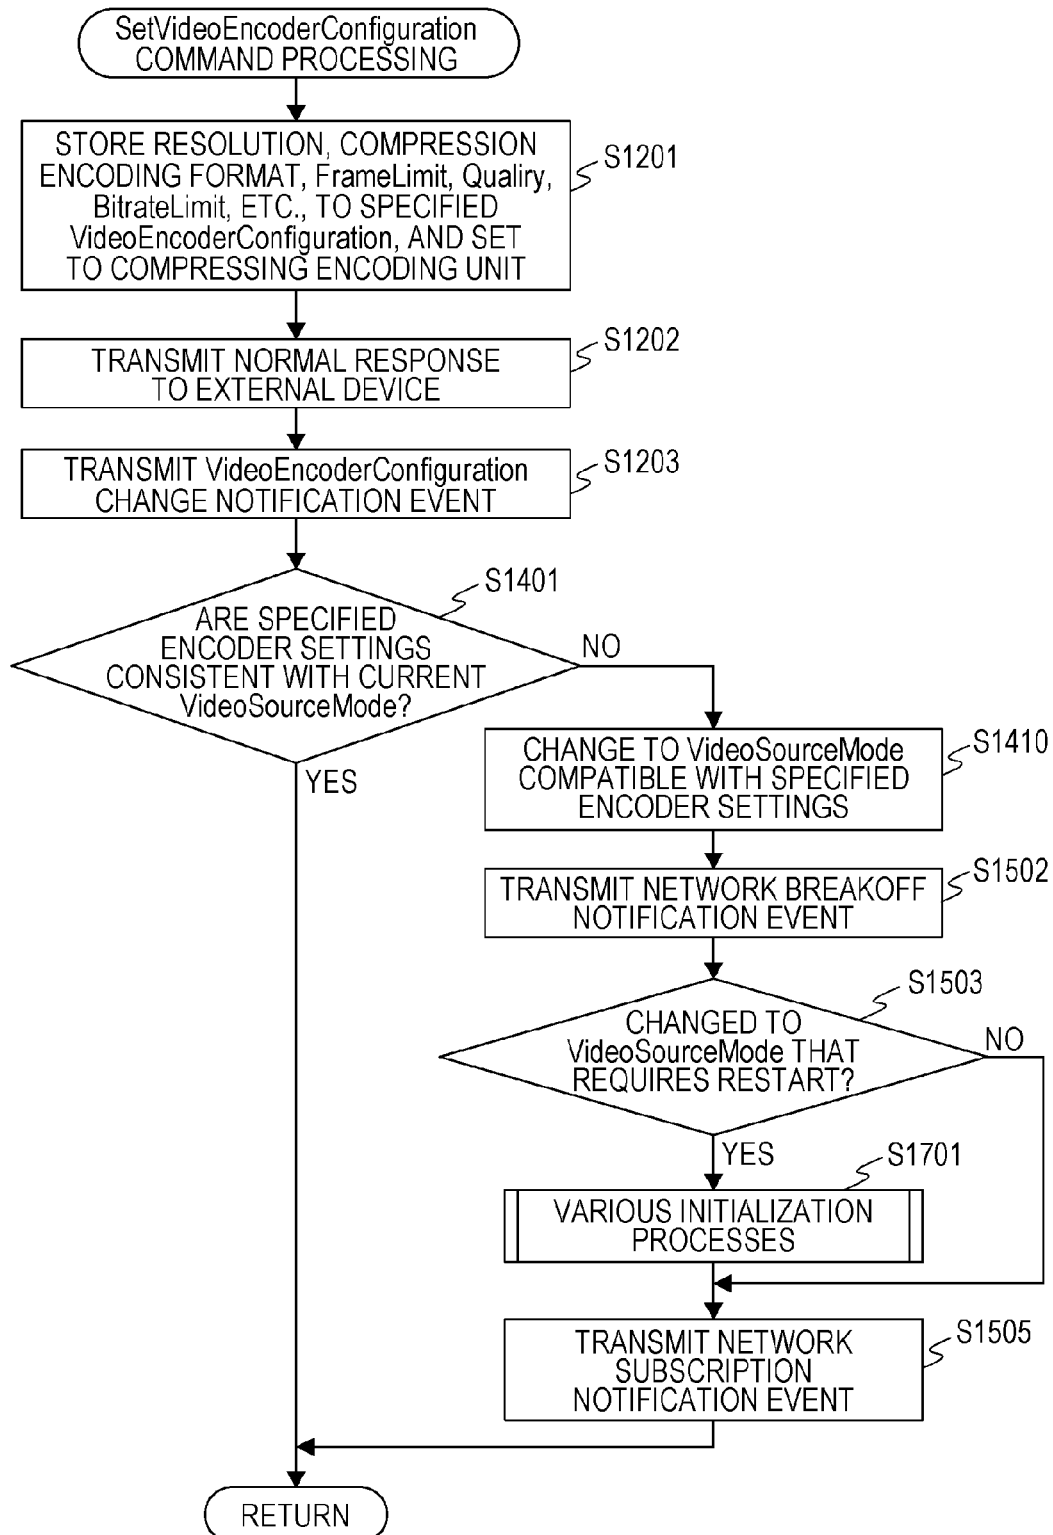 SetVideoEncoderConfiguration
COMMAND PROCESSING
STORE RESOLUTION, COMPRESSION
ENCODING FORMAT, FrameLimit, Qualiry,
BitrateLimit, ETC., TO SPECIFIED
VideoEncoderConfiguration, AND SET
TO COMPRESSING ENCODING UNIT
S1201
TRANSMIT NORMAL RESPONSE
TO EXTERNAL DEVICE
S1202
TRANSMIT VideoEncoderConfiguration
CHANGE NOTIFICATION EVENT
S1203
ARE SPECIFIED
ENCODER SETTINGS
CONSISTENT WITH CURRENT
VideoSourceMode?
S1401
NO
YES
CHANGE TO VideoSourceMode
COMPATIBLE WITH SPECIFIED
ENCODER SETTINGS
S1410
TRANSMIT NETWORK BREAKOFF
NOTIFICATION EVENT
S1502
CHANGED TO
VideoSourceMode THAT
REQUIRES RESTART?
S1503
NO
YES
VARIOUS INITIALIZATION
PROCESSES
S1701
TRANSMIT NETWORK
SUBSCRIPTION
NOTIFICATION EVENT
S1505
RETURN